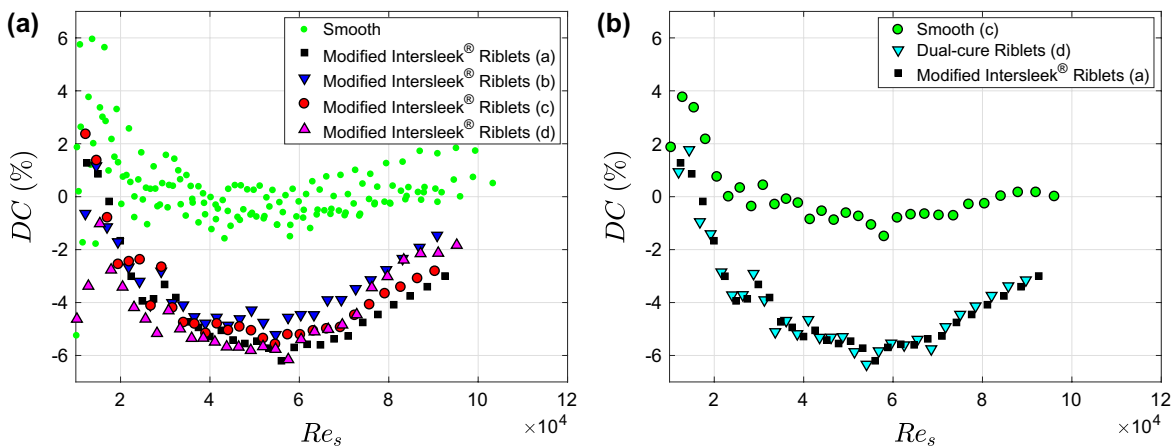 (a)
6
4
2
0
-2
-4
-6
DC (%)
2
4
6
8
10
12
×10⁴
Re_s
Smooth
Modified Intersleek® Riblets (a)
Modified Intersleek® Riblets (b)
Modified Intersleek® Riblets (c)
Modified Intersleek® Riblets (d)
(b)
6
4
2
0
-2
-4
-6
DC (%)
2
4
6
8
10
12
×10⁴
Re_s
Smooth (c)
Dual-cure Riblets (d)
Modified Intersleek® Riblets (a)